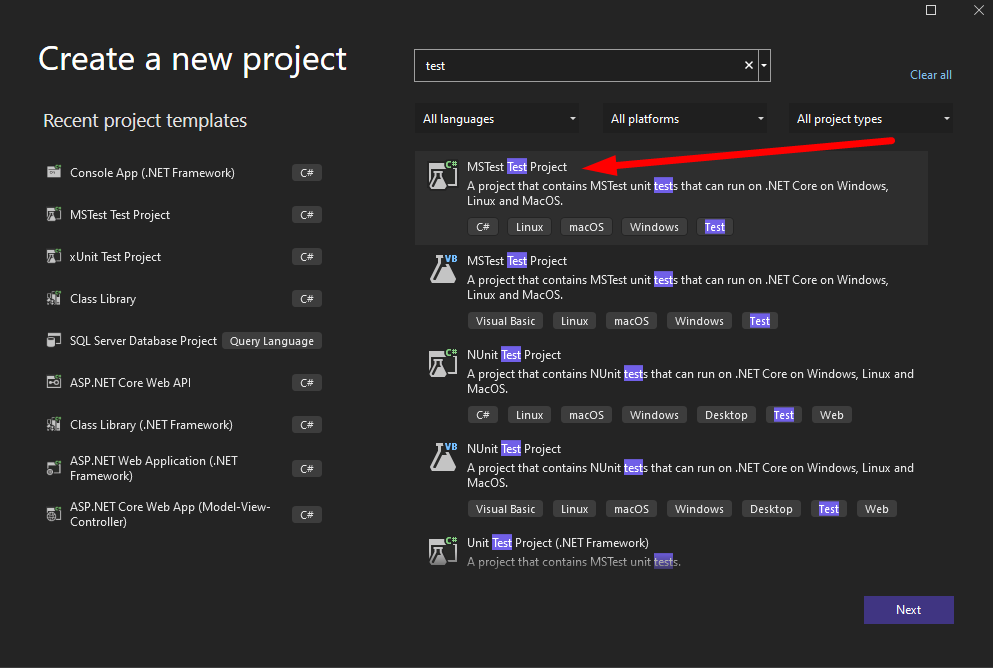 Create a new project
test
Clear all
Recent project templates
All languages
All platforms
All project types
Console App (.NET Framework)
C#
MSTest Test Project
C#
xUnit Test Project
C#
Class Library
C#
SQL Server Database Project
Query Language
ASP.NET Core Web API
C#
Class Library (.NET Framework)
C#
ASP.NET Web Application (.NET
Framework)
C#
ASP.NET Core Web App (Model-View-
Controller)
C#
C#
MSTest Test Project
A project that contains MSTest unit tests that can run on .NET Core on Windows,
Linux and MacOS.
C# Linux macOS Windows Test
VB
MSTest Test Project
A project that contains MSTest unit tests that can run on .NET Core on Windows,
Linux and MacOS.
Visual Basic Linux macOS Windows Test
C#
NUnit Test Project
A project that contains NUnit tests that can run on .NET Core on Windows, Linux and
MacOS.
C# Linux macOS Windows Desktop Test Web
VB
NUnit Test Project
A project that contains NUnit tests that can run on .NET Core on Windows, Linux and
MacOS.
Visual Basic Linux macOS Windows Desktop Test Web
C#
Unit Test Project (.NET Framework)
A project that contains MSTest unit tests.
Next